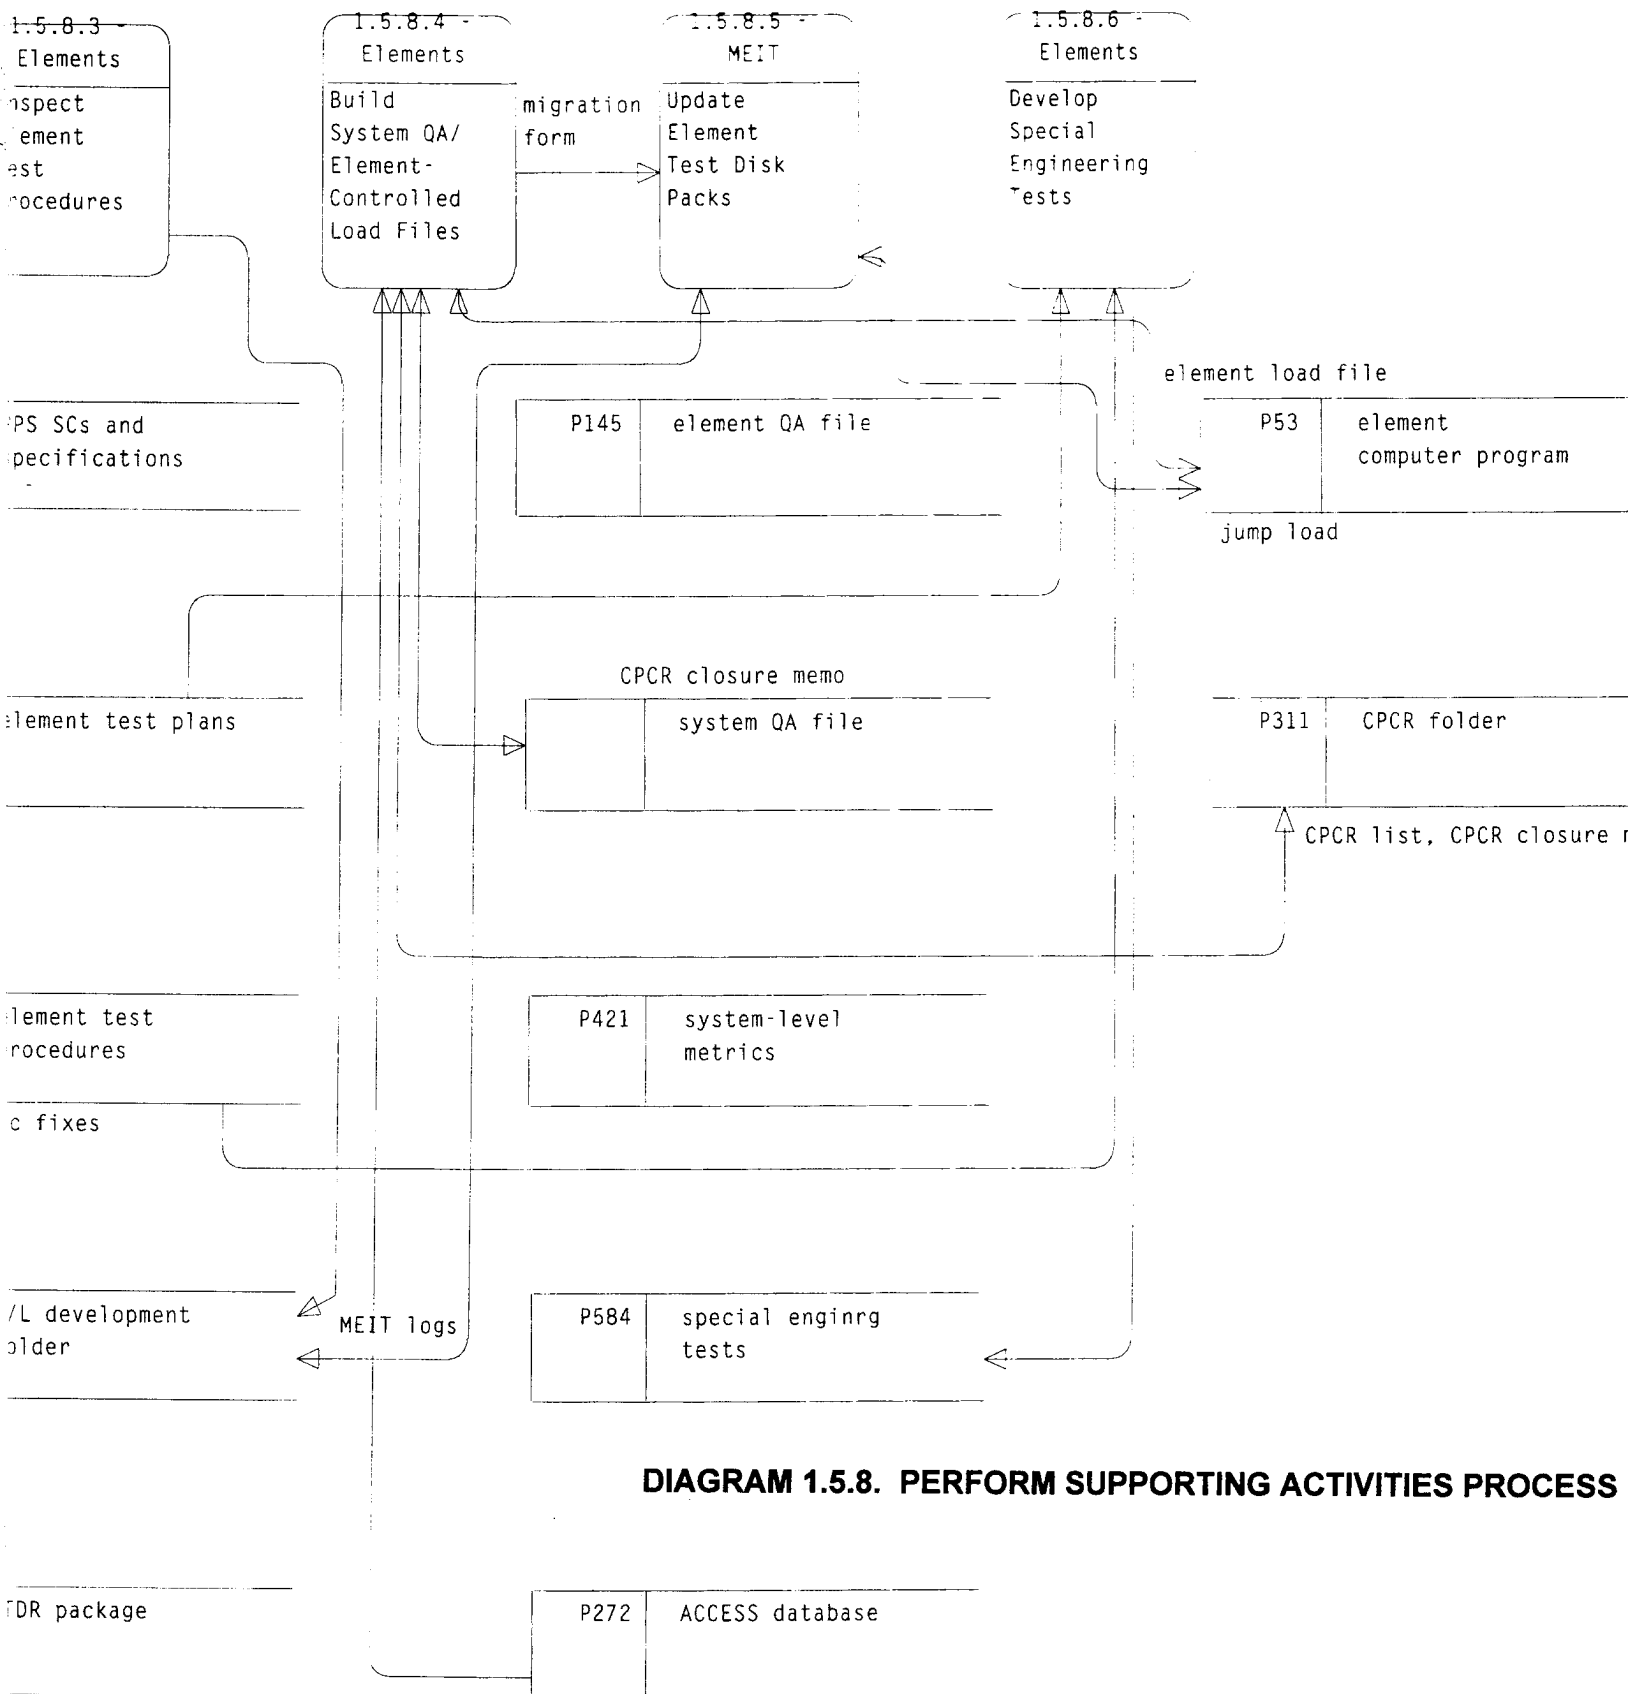 1.5.8.3 -
Elements
nspect
ement
est
rocedures
1.5.8.4 -
Elements
Build
System QA/
Element-
Controlled
Load Files
migration
form
1.5.8.5 -
MEIT
Update
Element
Test Disk
Packs
1.5.8.6 -
Elements
Develop
Special
Engineering
Tests
element load file
PS SCs and
pecifications
P145 element QA file
P53 element
computer program
jump load
CPCR closure memo
element test plans
system QA file
P311 CPCR folder
CPCR list, CPCR closure
lement test
rocedures
c fixes
P421 system-level
metrics
/L development
older
MEIT logs
P584 special enginrg
tests
DIAGRAM 1.5.8. PERFORM SUPPORTING ACTIVITIES PROCESS
TDR package
P272 ACCESS database